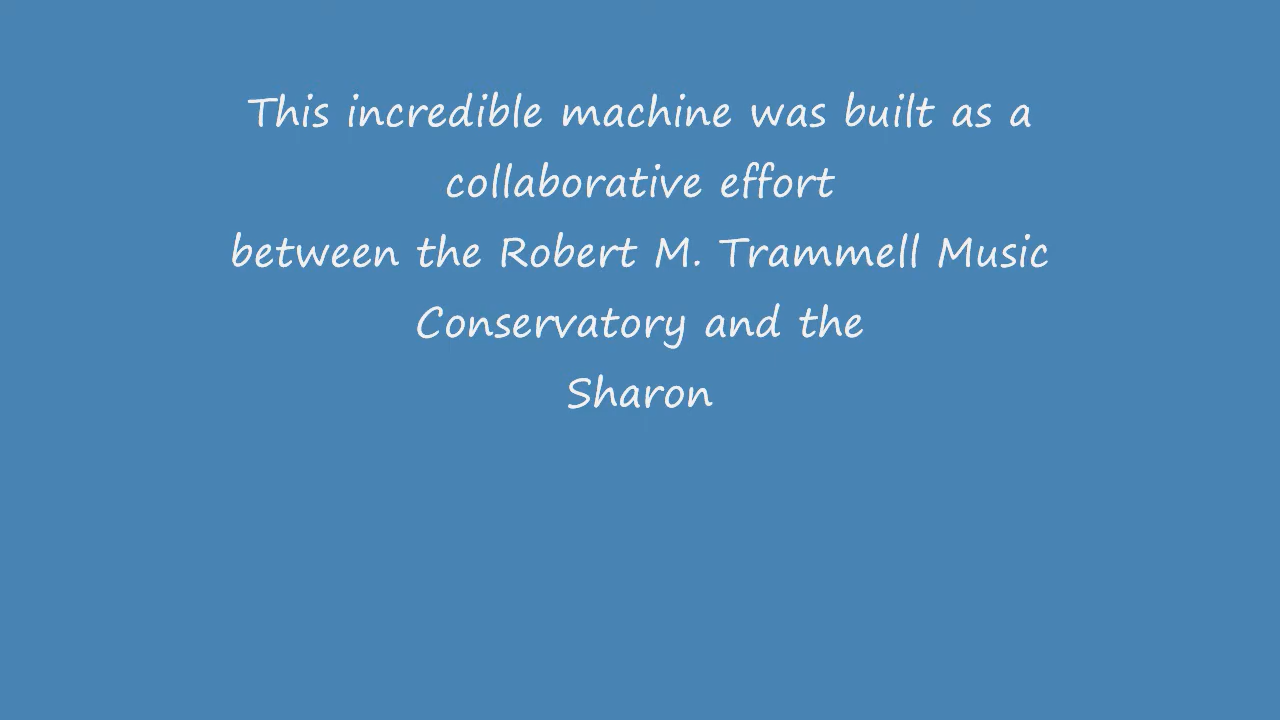 This incredible machine was built as a
collaborative effort
between the Robert M. Trammell Music
Conservatory and the
Sharon